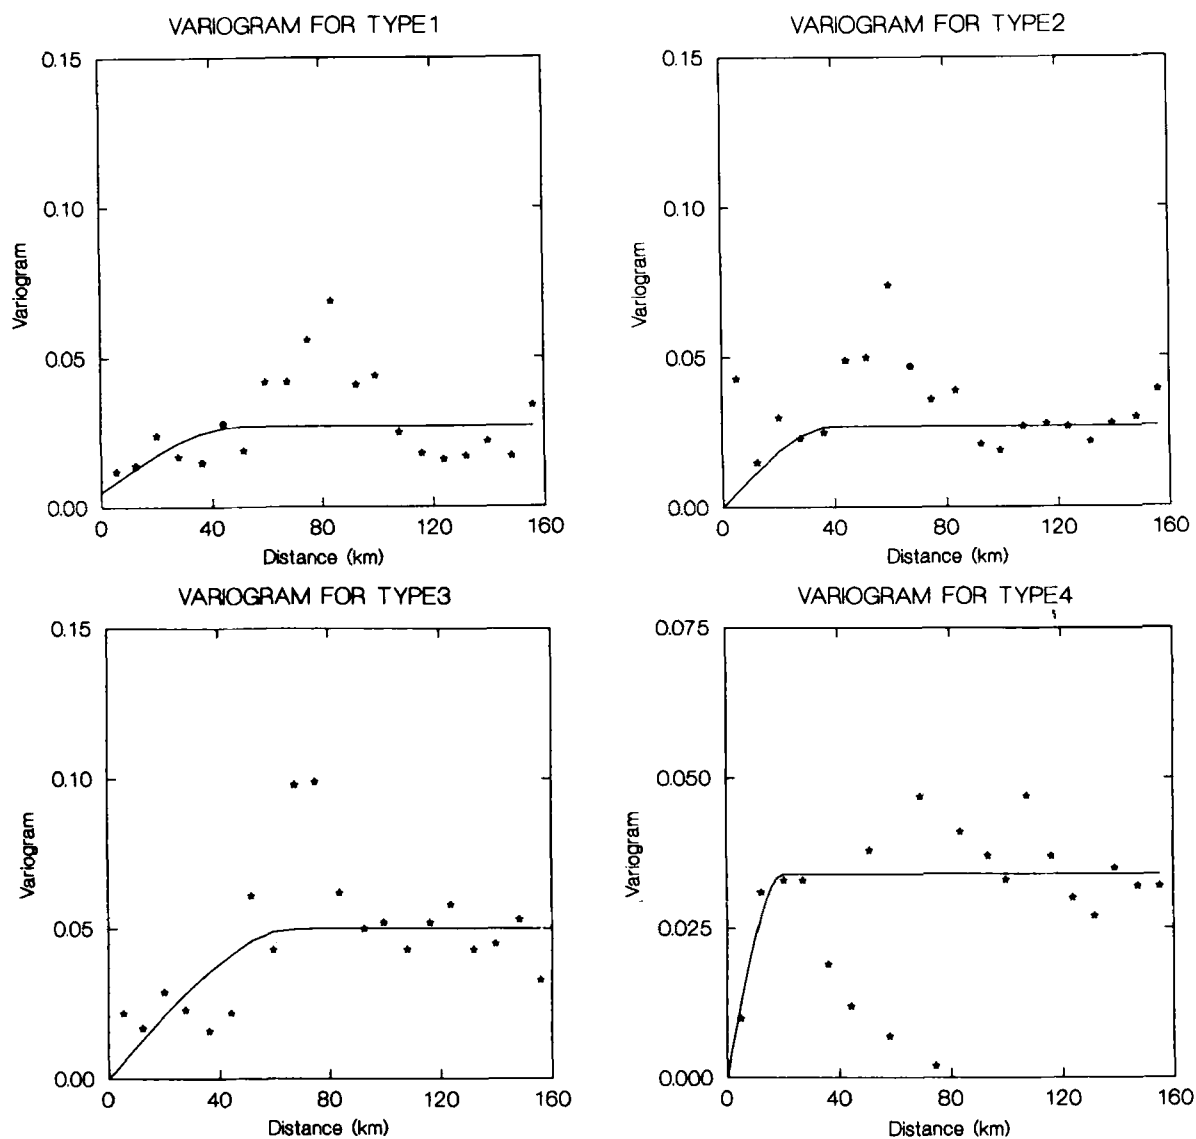 VARIOGRAM FOR TYPE1
0.15
0.10
0.05
0.00
Variogram
0 40 80 120 160
Distance (km)
VARIOGRAM FOR TYPE2
0.15
0.10
0.05
0.00
Variogram
0 40 80 120 160
Distance (km)
VARIOGRAM FOR TYPE3
0.15
0.10
0.05
0.00
Variogram
0 40 80 120 160
Distance (km)
VARIOGRAM FOR TYPE4
0.075
0.050
0.025
0.000
Variogram
0 40 80 120 160
Distance (km)